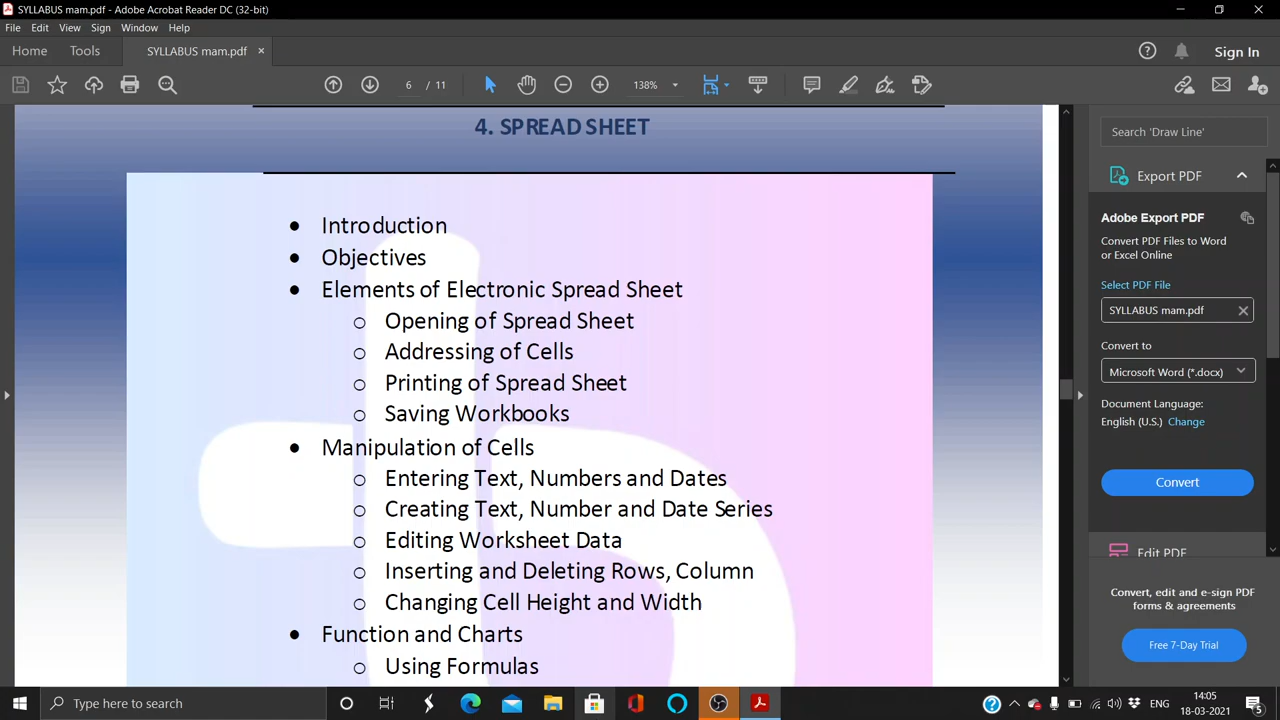 SYLLABUS mam.pdf - Adobe Acrobat Reader DC (32-bit)
File Edit View Sign Window Help
Home Tools SYLLABUS mam.pdf × Sign In
6 / 11 138%
4. SPREAD SHEET
• Introduction
• Objectives
• Elements of Electronic Spread Sheet
o Opening of Spread Sheet
o Addressing of Cells
o Printing of Spread Sheet
o Saving Workbooks
• Manipulation of Cells
o Entering Text, Numbers and Dates
o Creating Text, Number and Date Series
o Editing Worksheet Data
o Inserting and Deleting Rows, Column
o Changing Cell Height and Width
• Function and Charts
o Using Formulas
Search 'Draw Line'
Export PDF
Adobe Export PDF
Convert PDF Files to Word
or Excel Online
Select PDF File
SYLLABUS mam.pdf
Convert to
Microsoft Word (*.docx)
Document Language:
English (U.S.) Change
Convert
Edit PDF
Convert, edit and e-sign PDF
forms & agreements
Free 7-Day Trial
Type here to search
ENG
14:05
18-03-2021
5